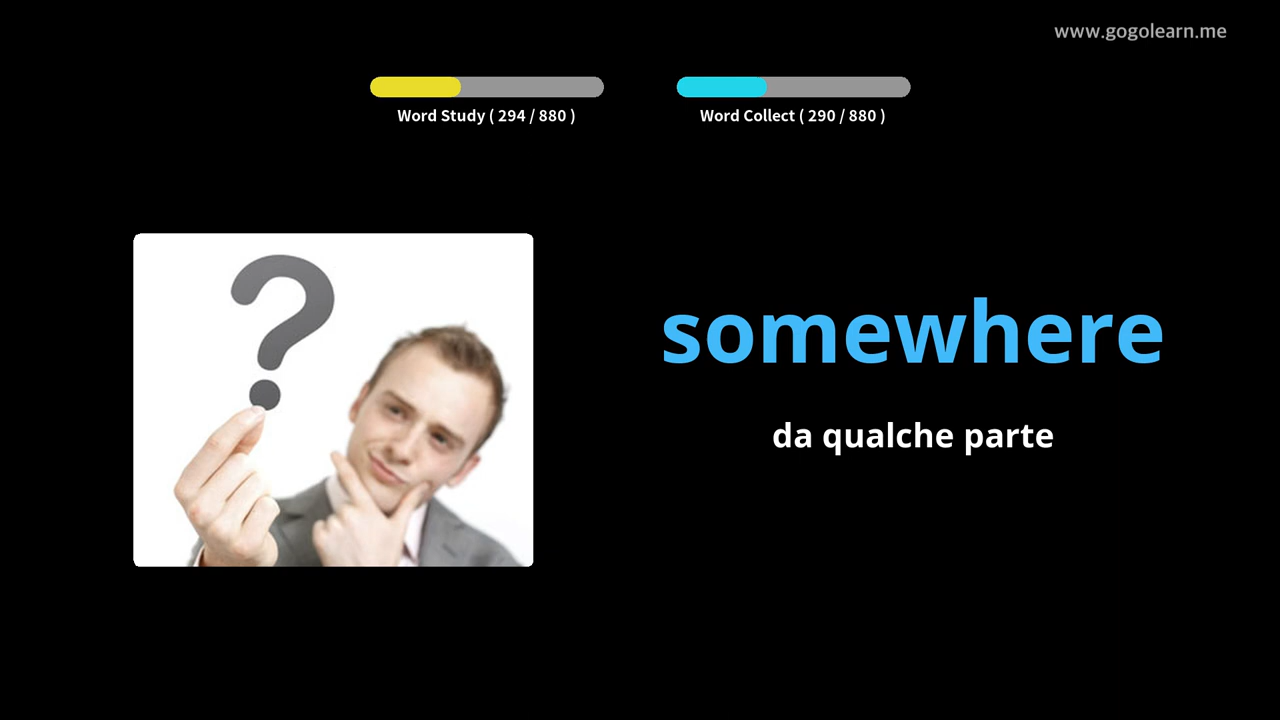 www.gogolearn.me
Word Study ( 294 / 880 )
Word Collect ( 290 / 880 )
?
somewhere
da qualche parte